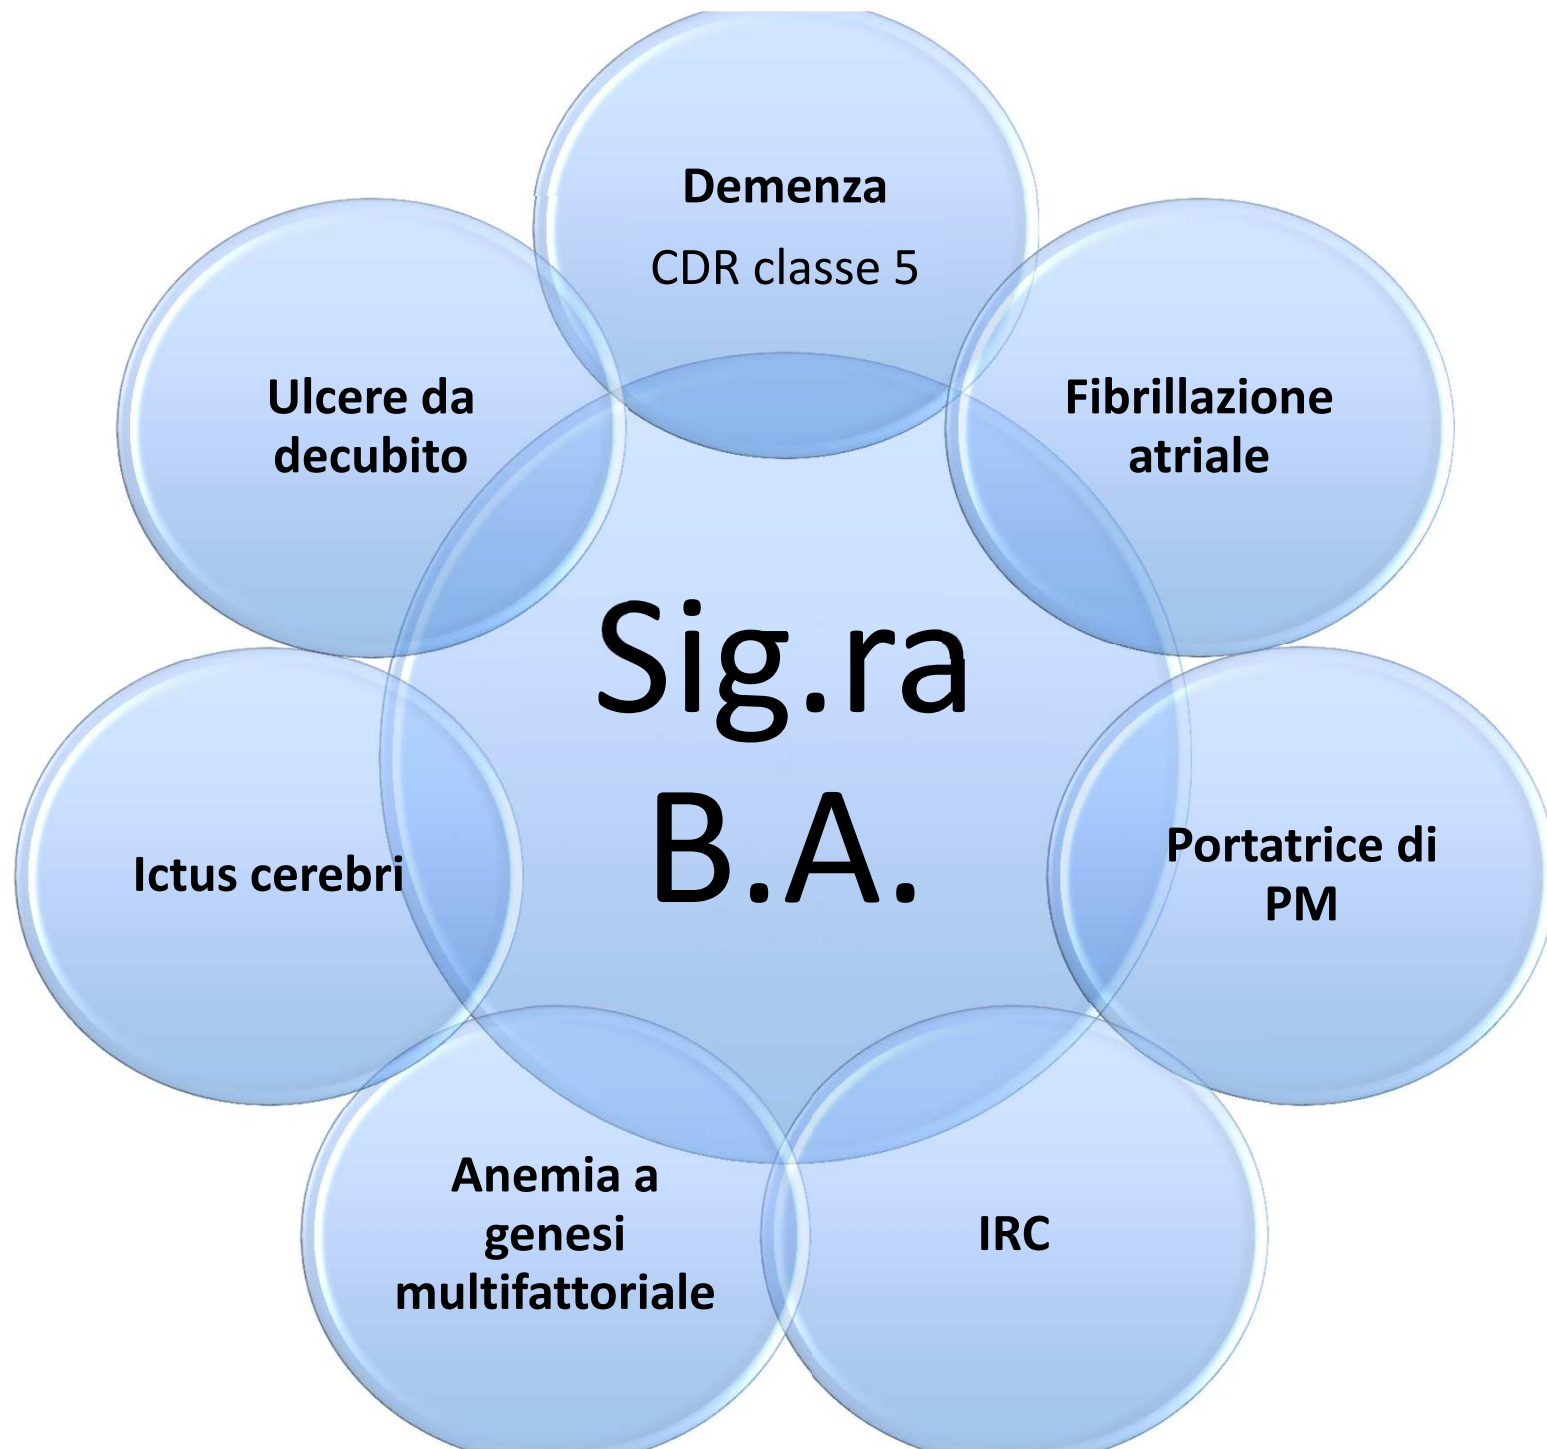 Demenza
CDR classe 5
Fibrillazione
atriale
Portatrice di
PM
IRC
Anemia a
genesi
multifattoriale
Ictus cerebri
Ulcere da
decubito
Sig.ra
B.A.